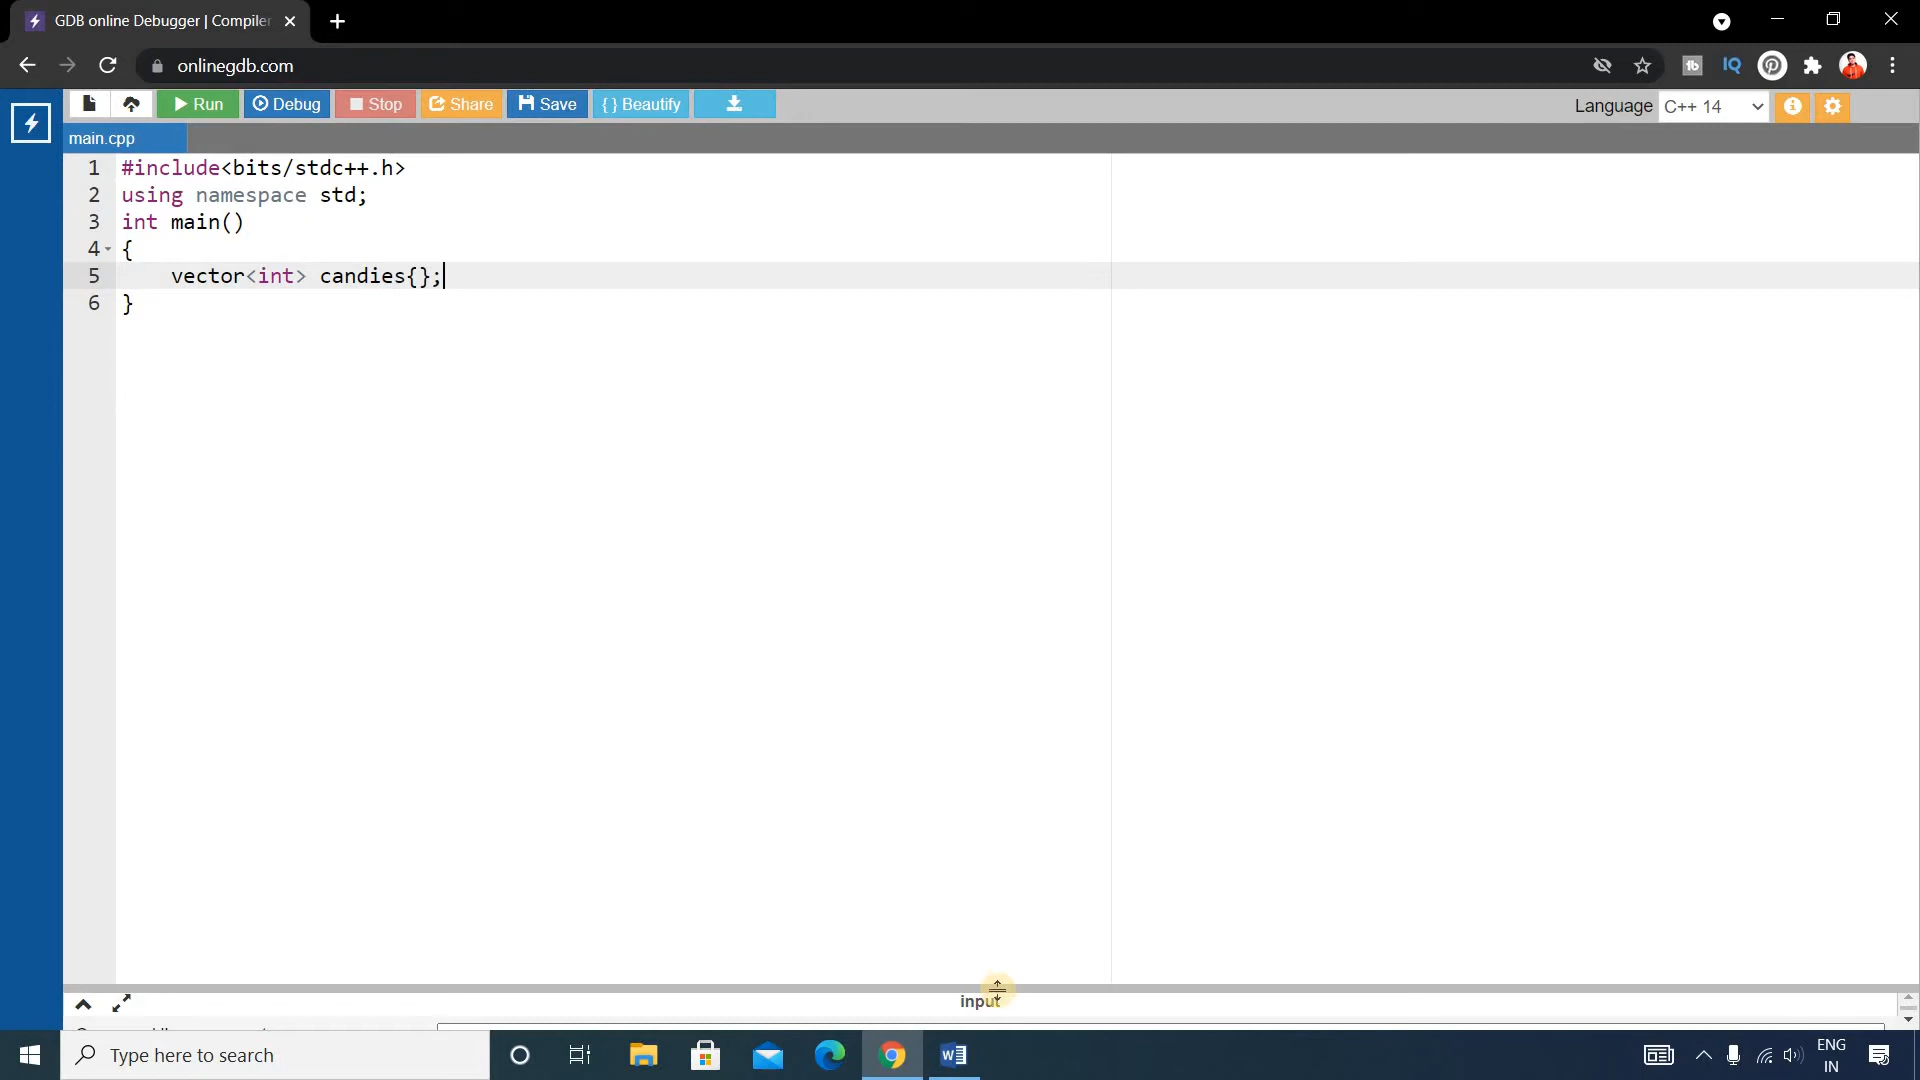 GDB online Debugger | Compiler
onlinegdb.com
Run Debug Stop Share Save { } Beautify
Language C++ 14
main.cpp
1 #include<bits/stdc++.h>
2 using namespace std;
3 int main()
4 {
5 vector<int> candies{};
6 }
input
Type here to search
ENG
IN